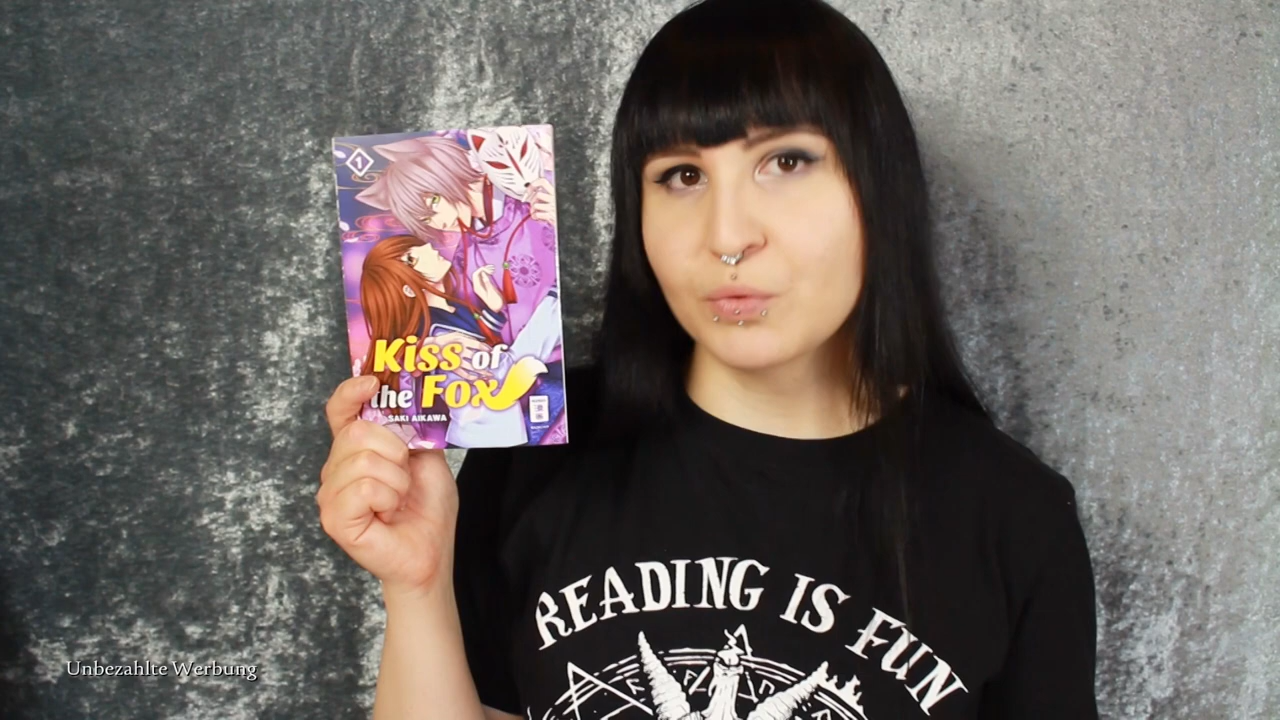 1
Kiss of
the Fox
SAKI AIKAWA
READING IS FUN
Unbezahlte Werbung